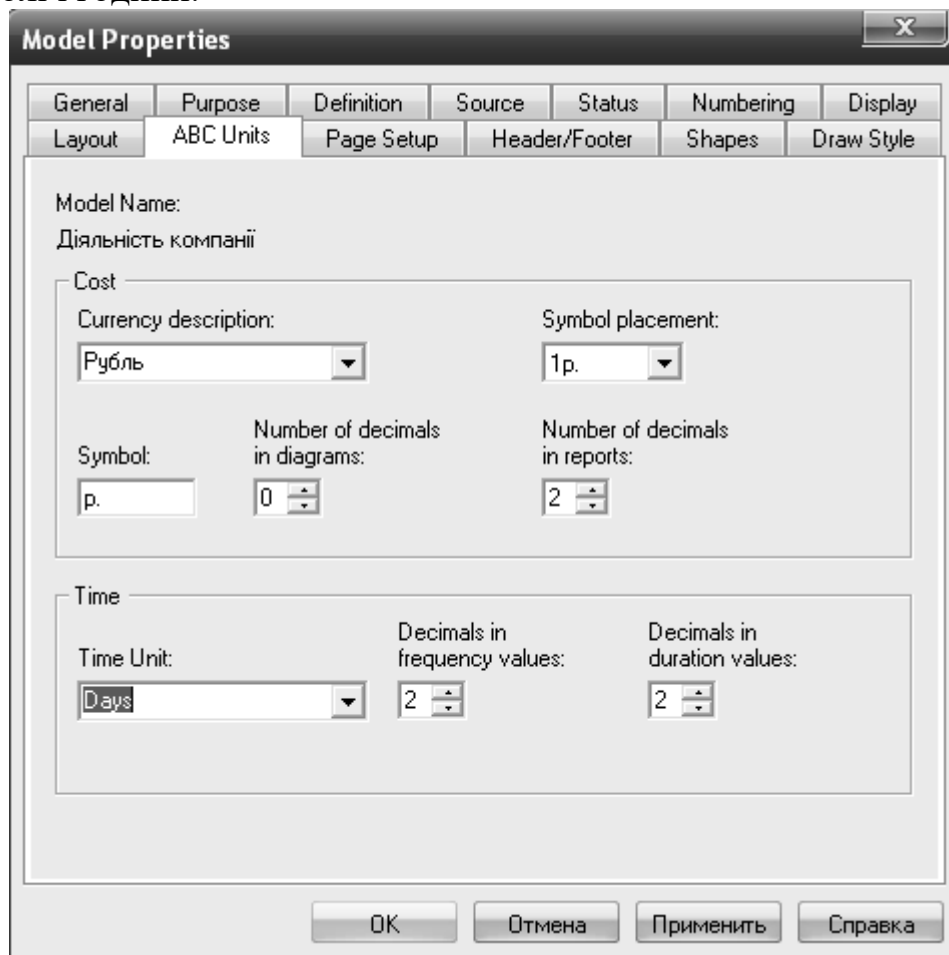 Model Properties
x
General Purpose Definition Source Status Numbering Display
Layout ABC Units Page Setup Header/Footer Shapes Draw Style
Model Name:
Діяльність компанії
Cost
Currency description: Symbol placement:
Рубль 1р.
Number of decimals Number of decimals
Symbol: in diagrams: in reports:
р. 0 2
Time
Decimals in Decimals in
Time Unit: frequency values: duration values:
Days 2 2
OK Отмена Применить Справка